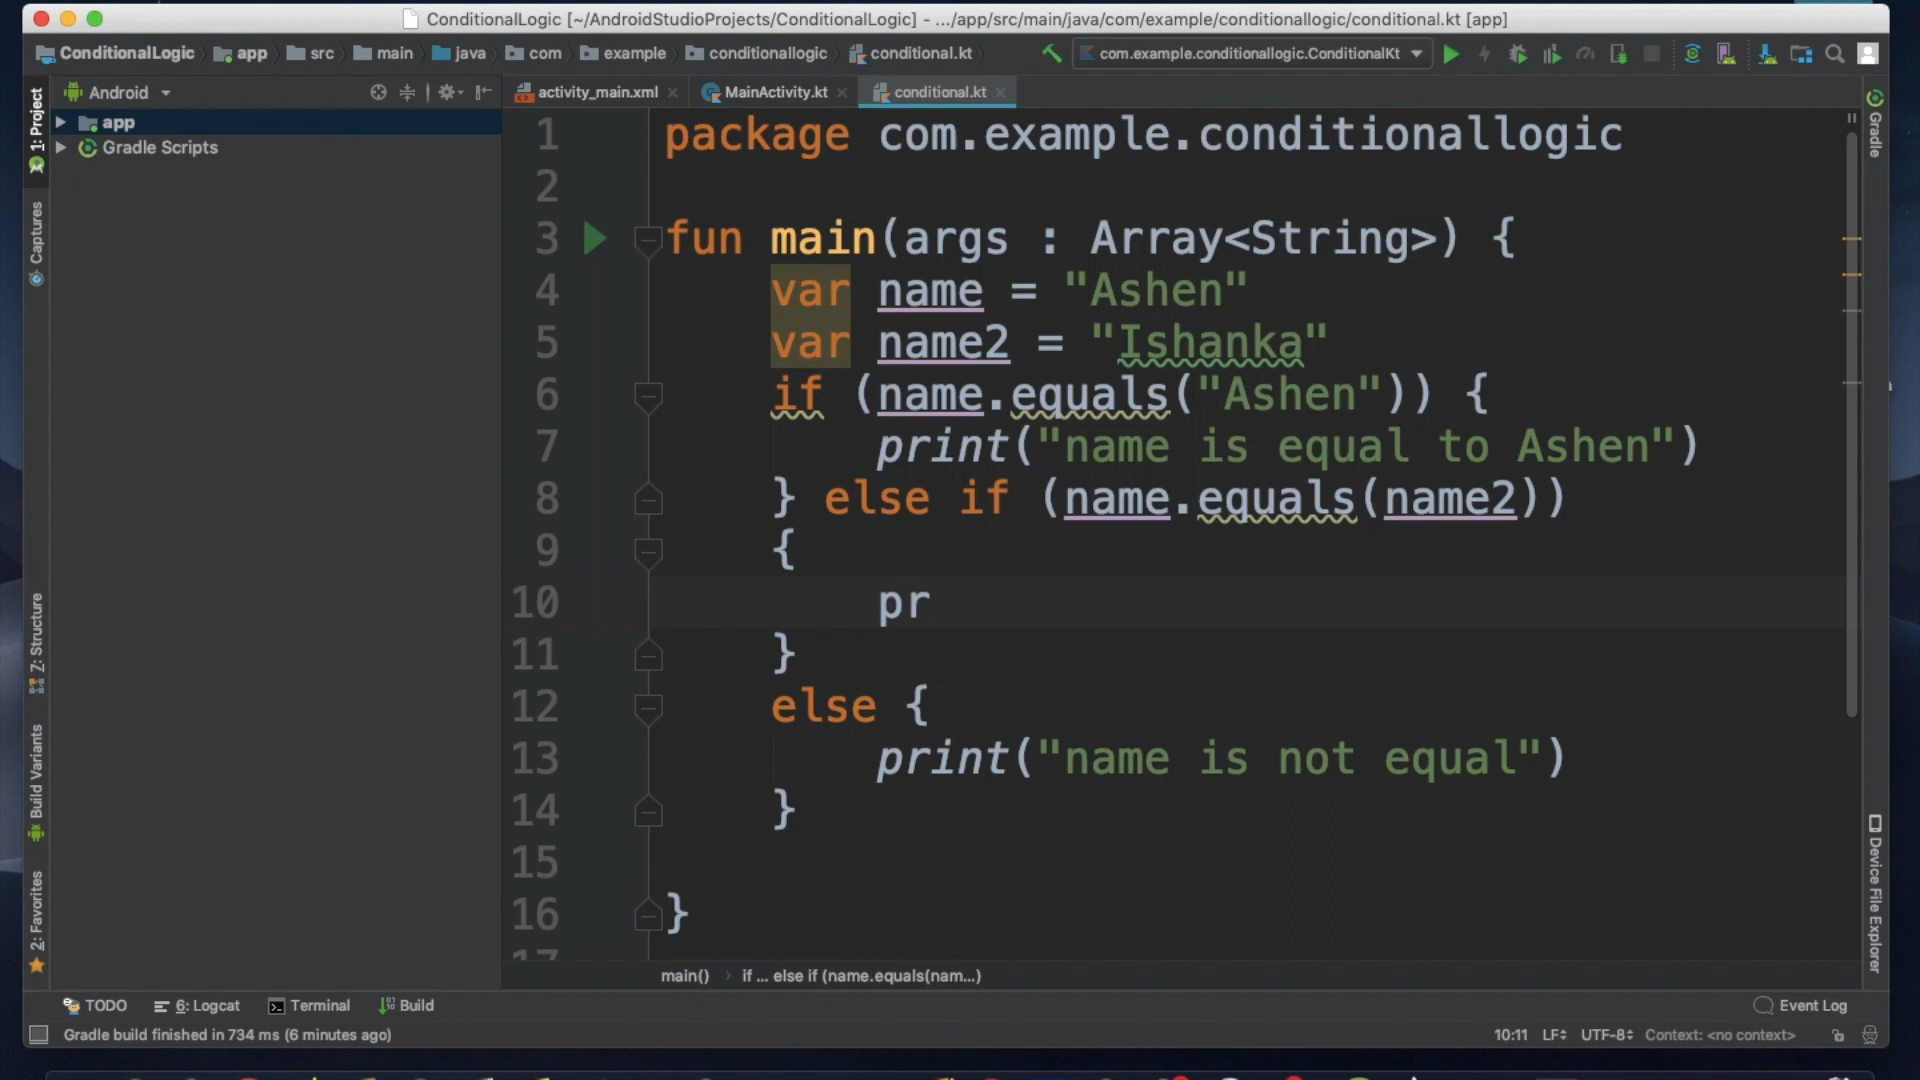 ConditionalLogic [~/AndroidStudioProjects/ConditionalLogic] - .../app/src/main/java/com/example/conditionallogic/conditional.kt [app]
ConditionalLogic app src main java com example conditionallogic conditional.kt com.example.conditionallogic.ConditionalKt
Android
activity_main.xml MainActivity.kt conditional.kt
app
Gradle Scripts
1: Project
Captures
Z: Structure
Build Variants
2: Favorites
Gradle
Device File Explorer
1 package com.example.conditionallogic
2
3 fun main(args : Array<String>) {
4 var name = "Ashen"
5 var name2 = "Ishanka"
6 if (name.equals("Ashen")) {
7 print("name is equal to Ashen")
8 } else if (name.equals(name2))
9 {
10 pr
11 }
12 else {
13 print("name is not equal")
14 }
15
16 }
17
main() if ... else if (name.equals(nam...)
TODO 6: Logcat Terminal Build Event Log
Gradle build finished in 734 ms (6 minutes ago) 10:11 LF UTF-8 Context: <no context>